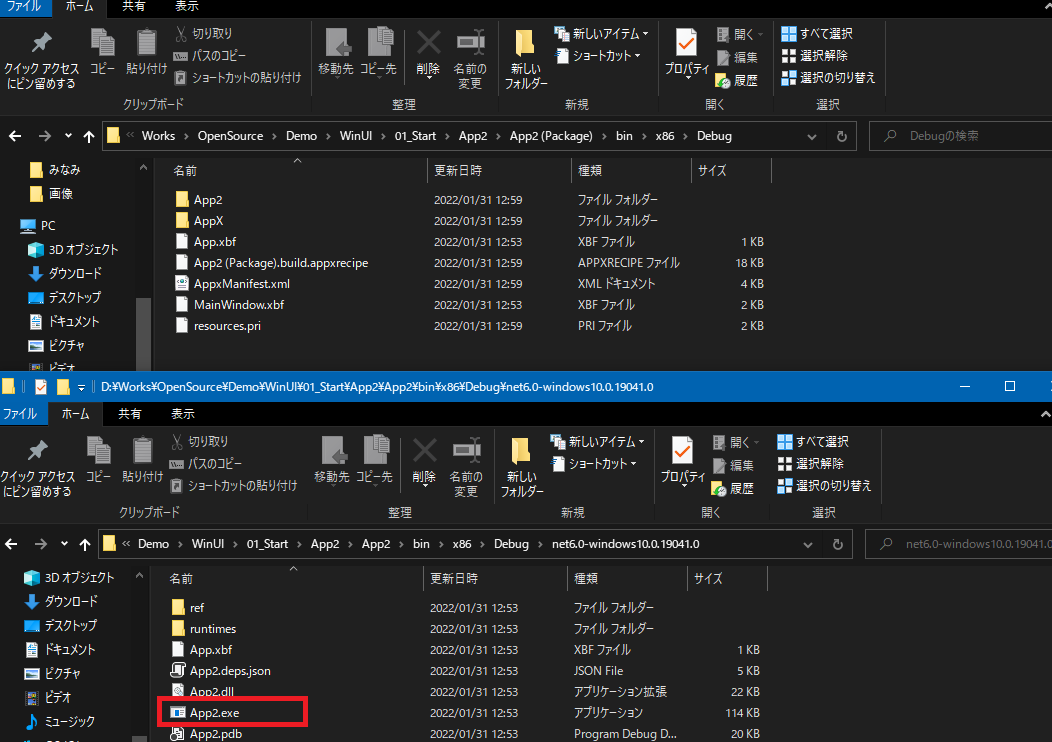 ファイル ホーム 共有 表示
クイック アクセスにピン留めする
コピー
貼り付け
切り取り
パスのコピー
ショートカットの貼り付け
クリップボード
移動先
コピー先
削除
名前の変更
整理
新しいフォルダー
新しいアイテム
ショートカット
新規
プロパティ
開く
編集
履歴
開く
すべて選択
選択解除
選択の切り替え
選択
« Works › OpenSource › Demo › WinUI › 01_Start › App2 › App2 (Package) › bin › x86 › Debug
Debugの検索
みなみ
画像
PC
3D オブジェクト
ダウンロード
デスクトップ
ドキュメント
ピクチャ
ビデオ
名前 更新日時 種類 サイズ
App2 2022/01/31 12:59 ファイル フォルダー
AppX 2022/01/31 12:59 ファイル フォルダー
App.xbf 2022/01/31 12:53 XBF ファイル 1 KB
App2 (Package).build.appxrecipe 2022/01/31 12:59 APPXRECIPE ファイル 18 KB
AppxManifest.xml 2022/01/31 12:59 XML ドキュメント 4 KB
MainWindow.xbf 2022/01/31 12:53 XBF ファイル 2 KB
resources.pri 2022/01/31 12:59 PRI ファイル 2 KB
D:¥Works¥OpenSource¥Demo¥WinUI¥01_Start¥App2¥App2¥bin¥x86¥Debug¥net6.0-windows10.0.19041.0
ファイル ホーム 共有 表示
クイック アクセスにピン留めする
コピー
貼り付け
切り取り
パスのコピー
ショートカットの貼り付け
クリップボード
移動先
コピー先
削除
名前の変更
整理
新しいフォルダー
新しいアイテム
ショートカット
新規
プロパティ
開く
編集
履歴
開く
すべて選択
選択解除
選択の切り替え
選択
« Demo › WinUI › 01_Start › App2 › App2 › bin › x86 › Debug › net6.0-windows10.0.19041.0
net6.0-windows10.0.19041.0
3D オブジェクト
ダウンロード
デスクトップ
ドキュメント
ピクチャ
ビデオ
ミュージック
名前 更新日時 種類 サイズ
ref 2022/01/31 12:53 ファイル フォルダー
runtimes 2022/01/31 12:53 ファイル フォルダー
App.xbf 2022/01/31 12:53 XBF ファイル 1 KB
App2.deps.json 2022/01/31 12:53 JSON File 5 KB
App2.dll 2022/01/31 12:53 アプリケーション拡張 22 KB
App2.exe 2022/01/31 12:53 アプリケーション 114 KB
App2.pdb 2022/01/31 12:53 Program Debug D... 20 KB